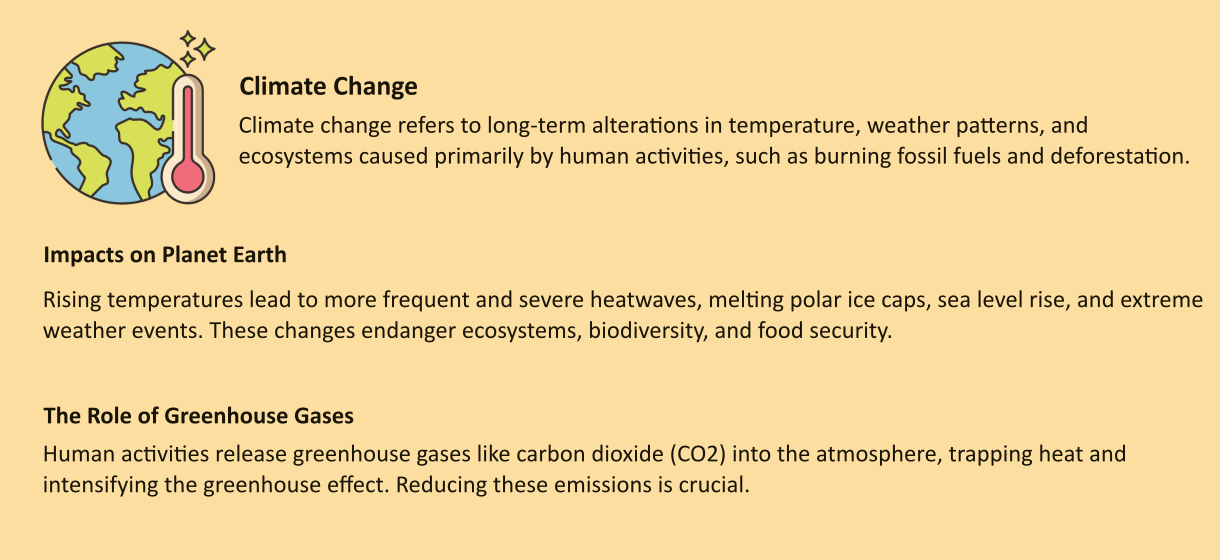 Climate Change
Climate change refers to long-term alterations in temperature, weather patterns, and
ecosystems caused primarily by human activities, such as burning fossil fuels and deforestation.
Impacts on Planet Earth
Rising temperatures lead to more frequent and severe heatwaves, melting polar ice caps, sea level rise, and extreme
weather events. These changes endanger ecosystems, biodiversity, and food security.
The Role of Greenhouse Gases
Human activities release greenhouse gases like carbon dioxide (CO2) into the atmosphere, trapping heat and
intensifying the greenhouse effect. Reducing these emissions is crucial.